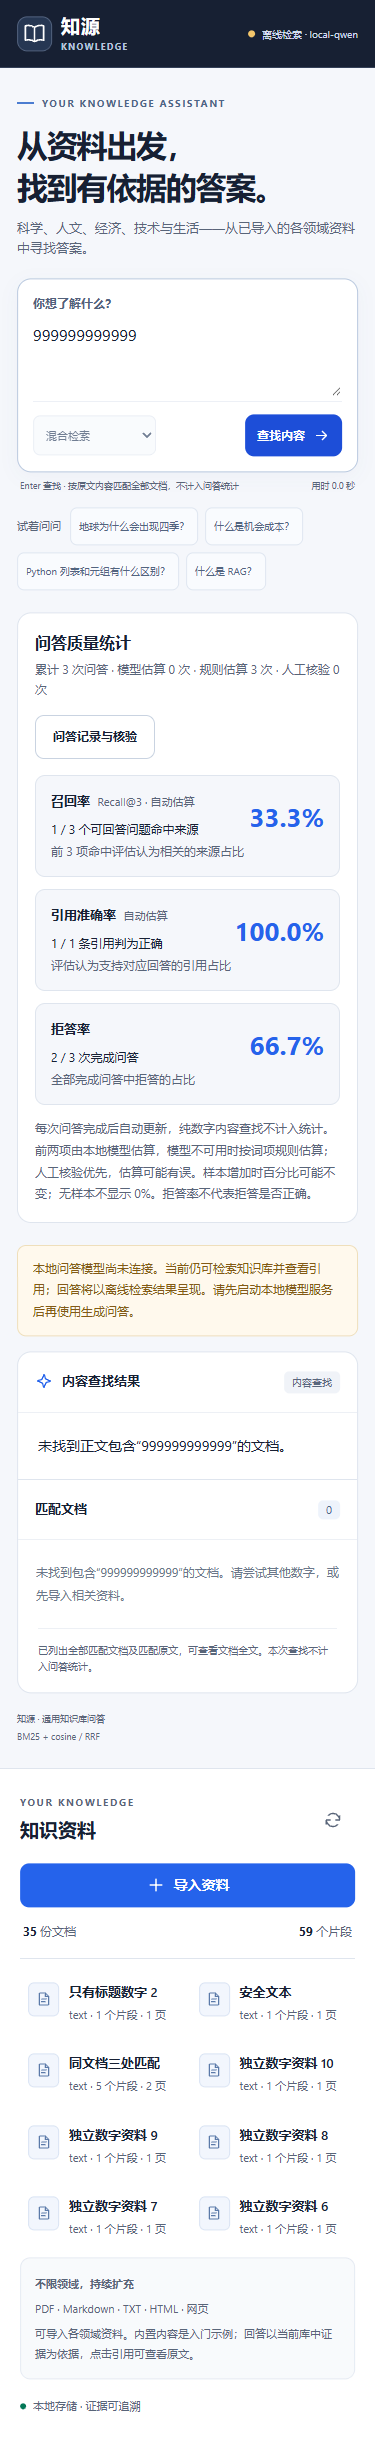 知源
KNOWLEDGE
离线检索 · local-qwen
YOUR KNOWLEDGE ASSISTANT
从资料出发，
找到有依据的答案。
科学、人文、经济、技术与生活——从已导入的各领域资料
中寻找答案。
你想了解什么？
999999999999
混合检索
查找内容
Enter 查找 · 按原文内容匹配全部文档，不计入问答统计
用时 0.0 秒
试着问问
地球为什么会出现四季？
什么是机会成本？
Python 列表和元组有什么区别？
什么是 RAG？
问答质量统计
累计 3 次问答 · 模型估算 0 次 · 规则估算 3 次 · 人工核验 0
次
问答记录与核验
召回率 Recall@3 · 自动估算
33.3%
1 / 3 个可回答问题命中来源
前 3 项命中评估认为相关的来源占比
引用准确率 自动估算
100.0%
1 / 1 条引用判为正确
评估认为支持对应回答的引用占比
拒答率
66.7%
2 / 3 次完成问答
全部完成问答中拒答的占比
每次问答完成后自动更新，纯数字内容查找不计入统计。
前两项由本地模型估算，模型不可用时按词项规则估算；
人工核验优先，估算可能有误。样本增加时百分比可能不
变；无样本不显示 0%。拒答率不代表拒答是否正确。
本地问答模型尚未连接。当前仍可检索知识库并查看引
用；回答将以离线检索结果呈现。请先启动本地模型服务
后再使用生成问答。
内容查找结果
内容查找
未找到正文包含“999999999999”的文档。
匹配文档
0
未找到包含“999999999999”的文档。请尝试其他数字，或
先导入相关资料。
已列出全部匹配文档及匹配原文，可查看文档全文。本次查找不计
入问答统计。
知源 · 通用知识库问答
BM25 + cosine / RRF
YOUR KNOWLEDGE
知识资料
导入资料
35 份文档
59 个片段
只有标题数字 2
text · 1 个片段 · 1 页
安全文本
text · 1 个片段 · 1 页
同文档三处匹配
text · 5 个片段 · 2 页
独立数字资料 10
text · 1 个片段 · 1 页
独立数字资料 9
text · 1 个片段 · 1 页
独立数字资料 8
text · 1 个片段 · 1 页
独立数字资料 7
text · 1 个片段 · 1 页
独立数字资料 6
text · 1 个片段 · 1 页
不限领域，持续扩充
PDF · Markdown · TXT · HTML · 网页
可导入各领域资料。内置内容是入门示例；回答以当前库中证
据为依据，点击引用可查看原文。
本地存储 · 证据可追溯